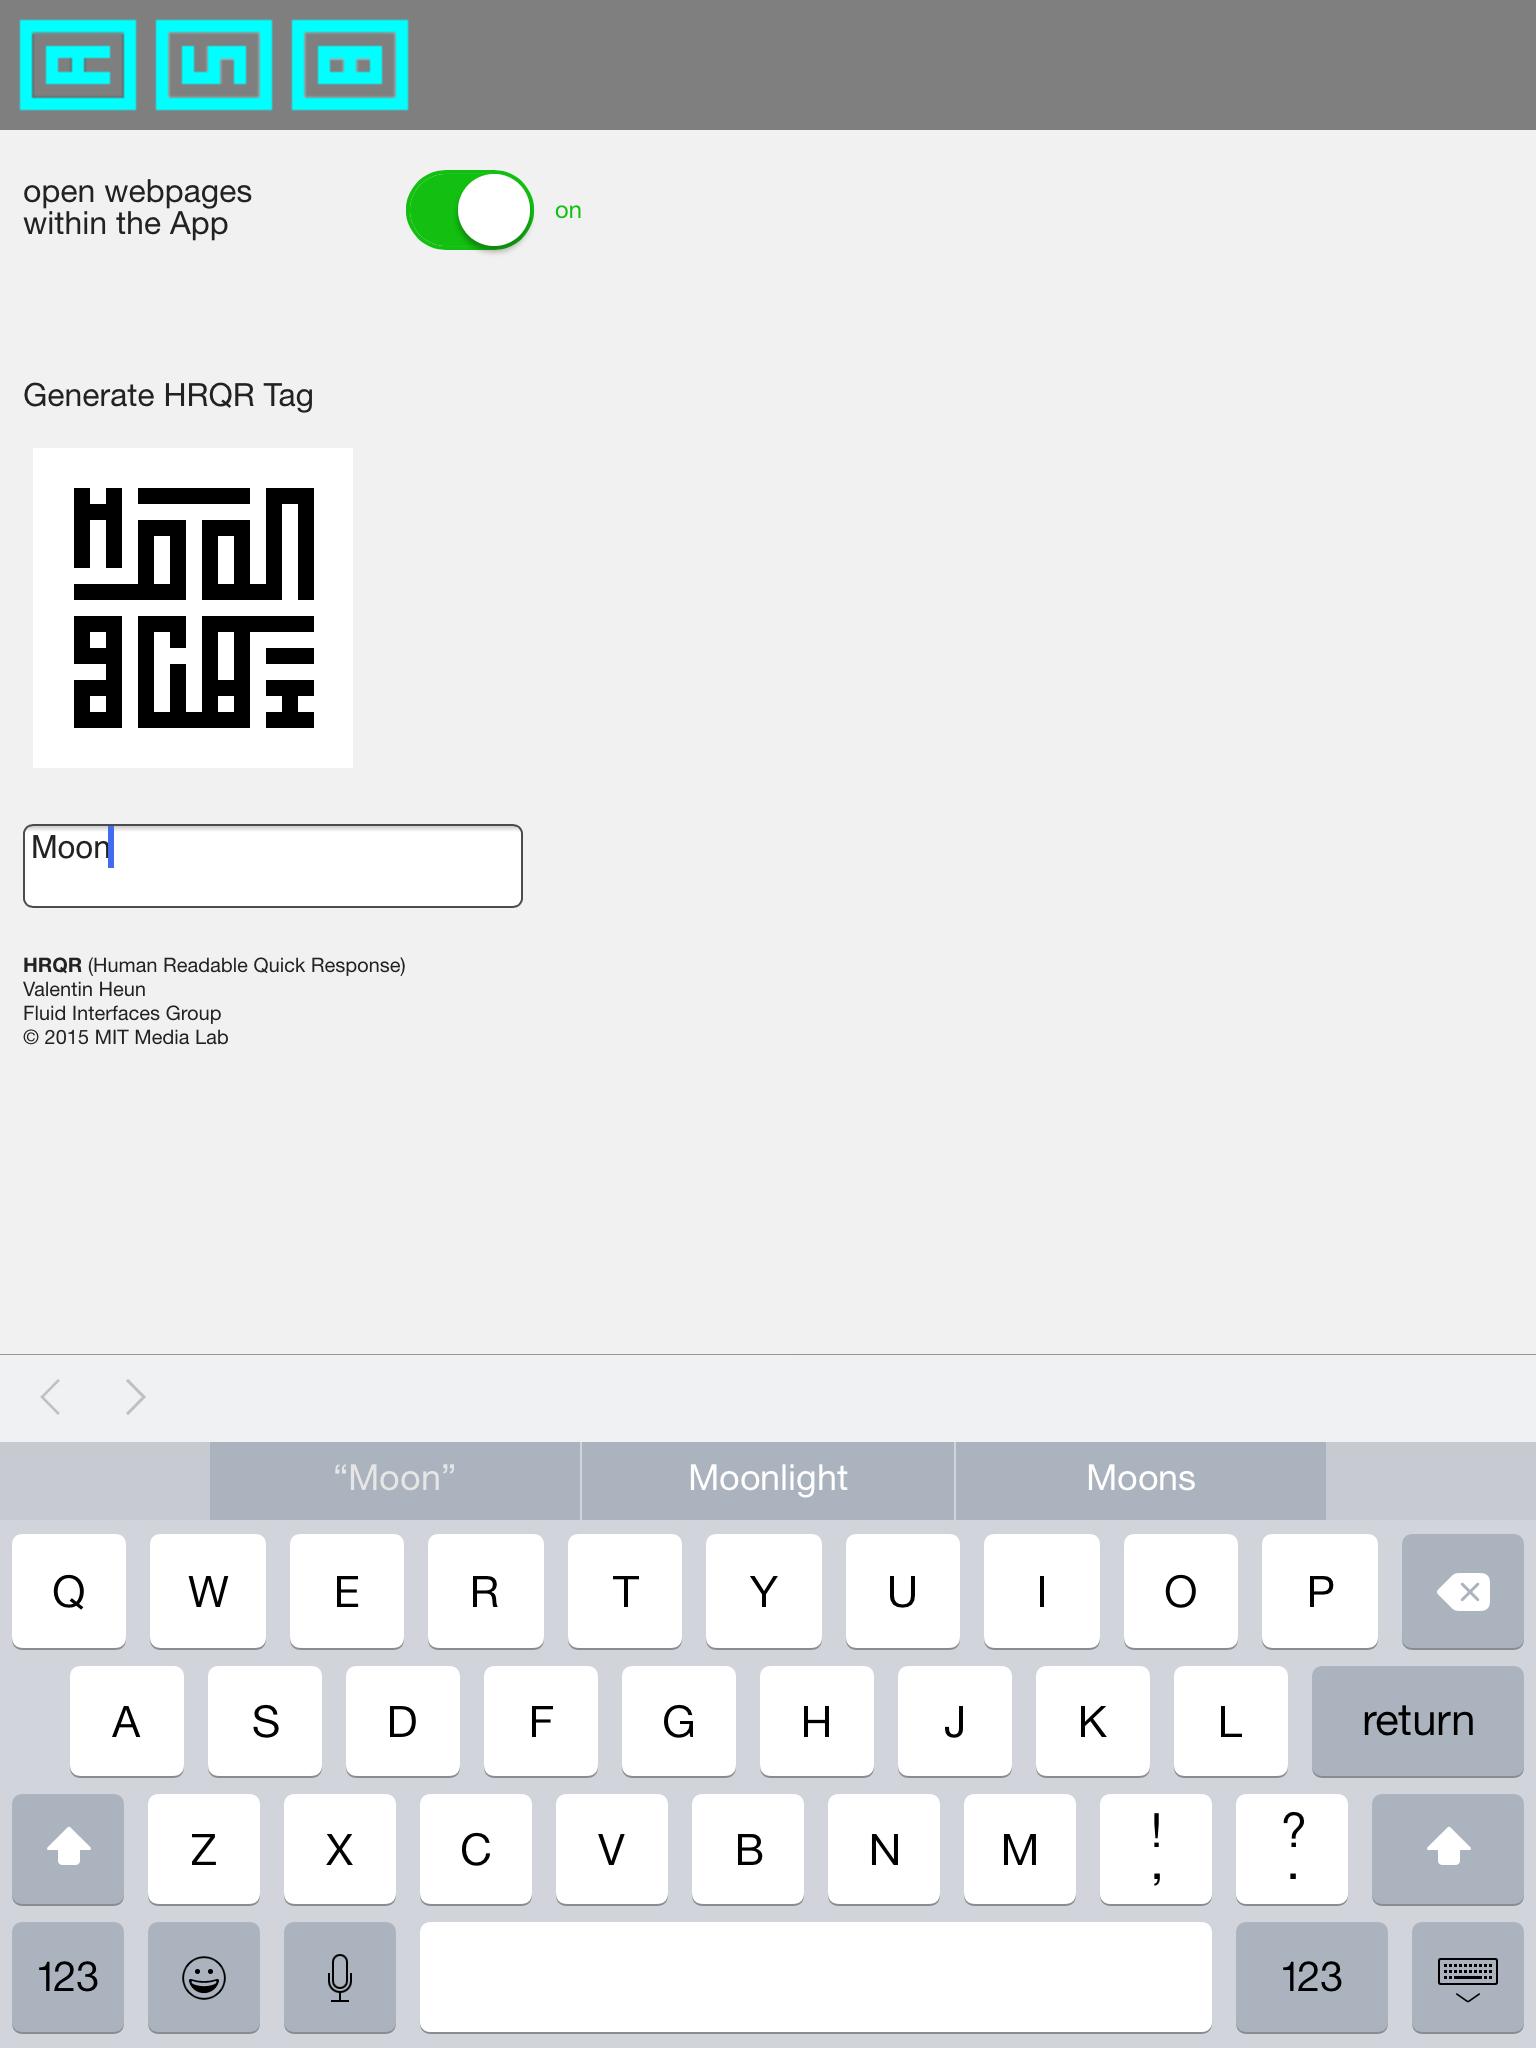 open webpages
within the App
on
Generate HRQR Tag
Moon
HRQR (Human Readable Quick Response)
Valentin Heun
Fluid Interfaces Group
© 2015 MIT Media Lab
“Moon” Moonlight Moons
Q W E R T Y U I O P
A S D F G H J K L return
Z X C V B N M ! , ? .
123 123